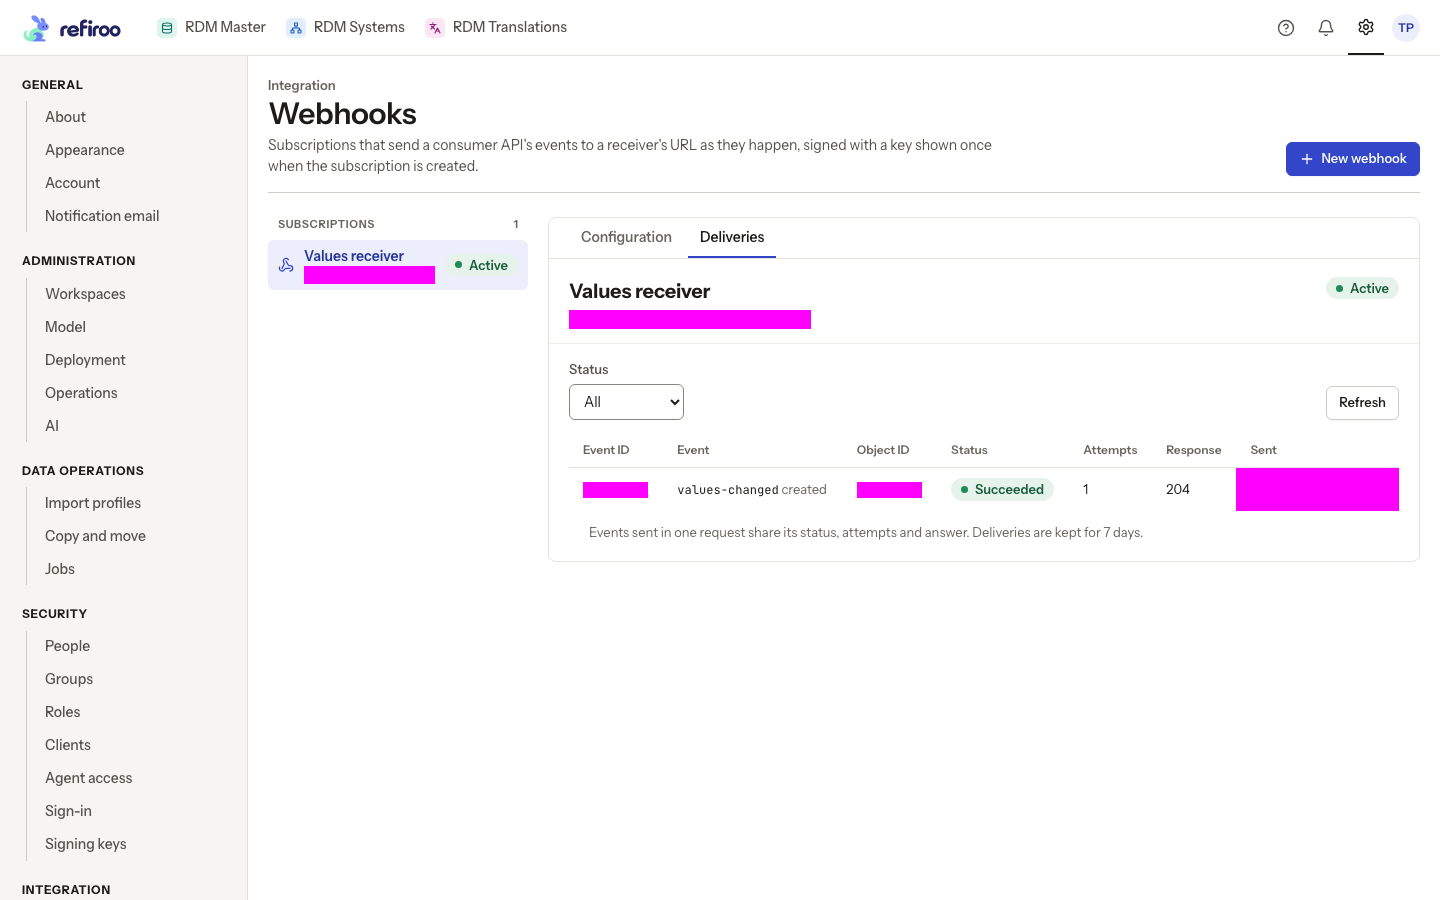 refiroo
RDM Master
RDM Systems
RDM Translations
TP
GENERAL
About
Appearance
Account
Notification email
ADMINISTRATION
Workspaces
Model
Deployment
Operations
AI
DATA OPERATIONS
Import profiles
Copy and move
Jobs
SECURITY
People
Groups
Roles
Clients
Agent access
Sign-in
Signing keys
INTEGRATION
Integration
Webhooks
Subscriptions that send a consumer API's events to a receiver's URL as they happen, signed with a key shown once
when the subscription is created.
New webhook
SUBSCRIPTIONS 1
Values receiver
Active
Configuration Deliveries
Values receiver
Active
Status
All
Refresh
Event ID Event Object ID Status Attempts Response Sent
values-changed created Succeeded 1 204
Events sent in one request share its status, attempts and answer. Deliveries are kept for 7 days.